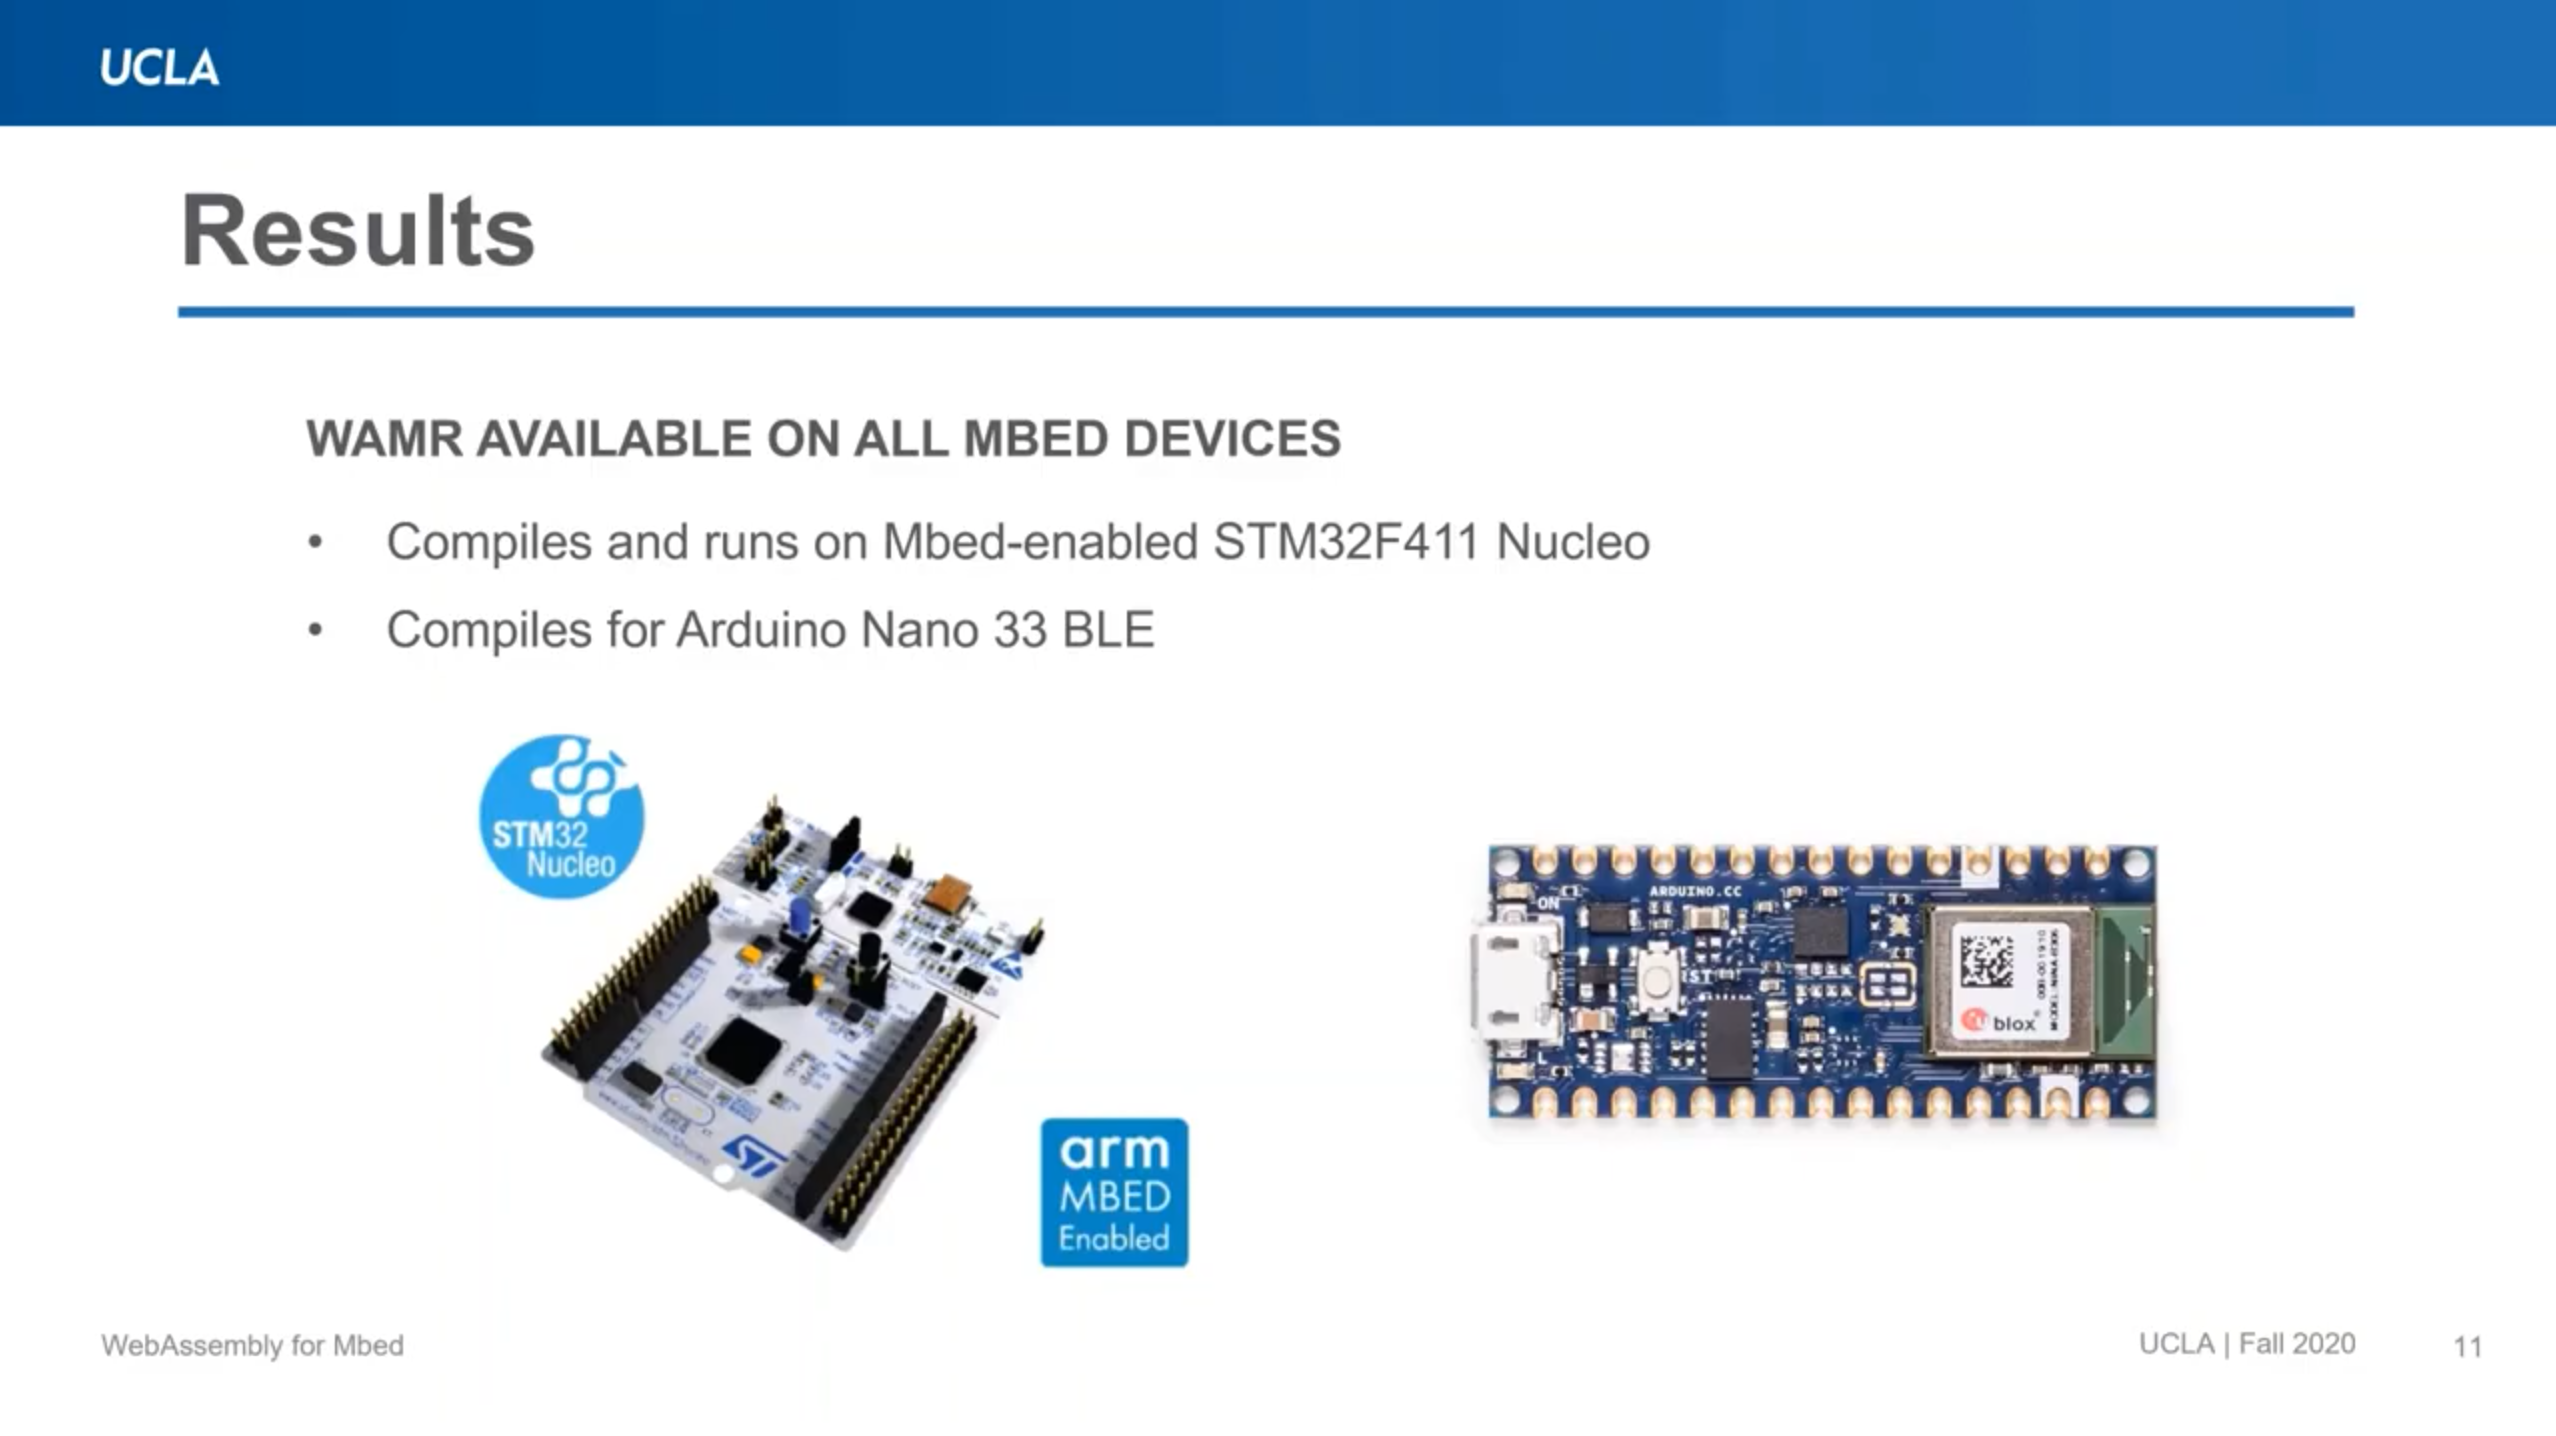 UCLA
Results
WAMR AVAILABLE ON ALL MBED DEVICES
• Compiles and runs on Mbed-enabled STM32F411 Nucleo
• Compiles for Arduino Nano 33 BLE
STM32
Nucleo
ST
arm
MBED
Enabled
ARDUINO.CC
ON
blox
L
WebAssembly for Mbed
UCLA | Fall 2020
11